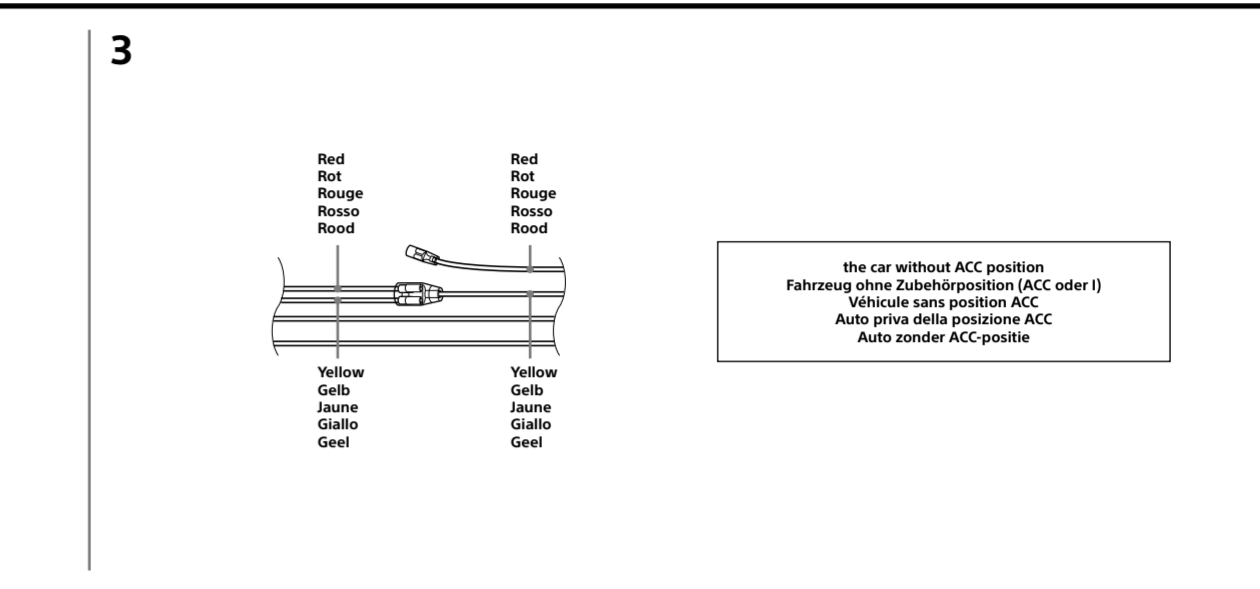 3
Red
Rot
Rouge
Rosso
Rood
Red
Rot
Rouge
Rosso
Rood
Yellow
Gelb
Jaune
Giallo
Geel
Yellow
Gelb
Jaune
Giallo
Geel
the car without ACC position
Fahrzeug ohne Zubehörposition (ACC oder I)
Véhicule sans position ACC
Auto priva della posizione ACC
Auto zonder ACC-positie